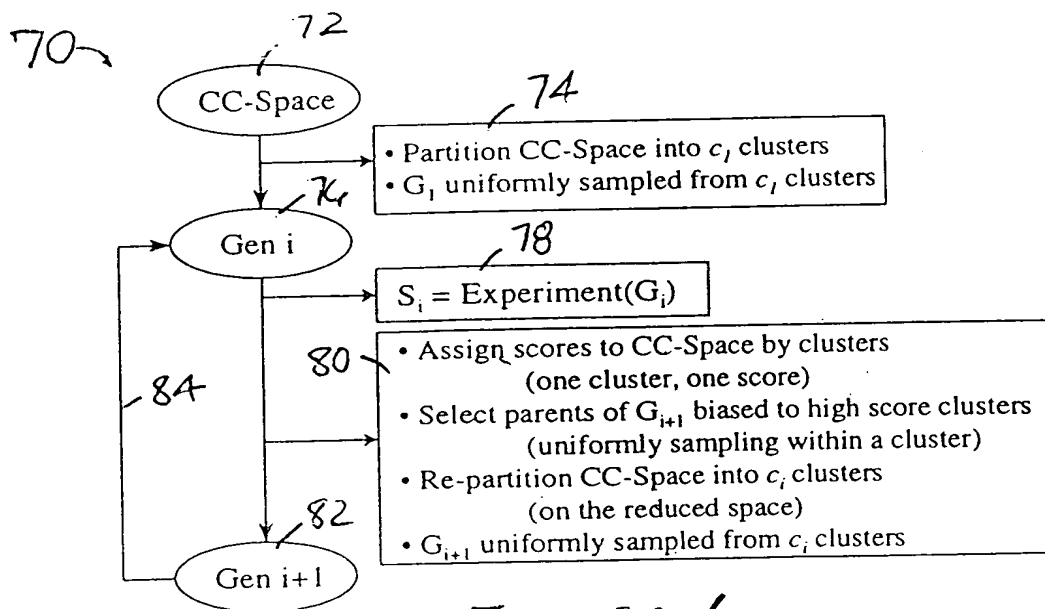 70
72
CC-Space
74
• Partition CC-Space into c₁ clusters
• G₁ uniformly sampled from c₁ clusters
76
Gen i
78
Sᵢ = Experiment(Gᵢ)
80
• Assign scores to CC-Space by clusters
(one cluster, one score)
• Select parents of Gᵢ₊₁ biased to high score clusters
(uniformly sampling within a cluster)
• Re-partition CC-Space into cᵢ clusters
(on the reduced space)
• Gᵢ₊₁ uniformly sampled from cᵢ clusters
84
82
Gen i+1